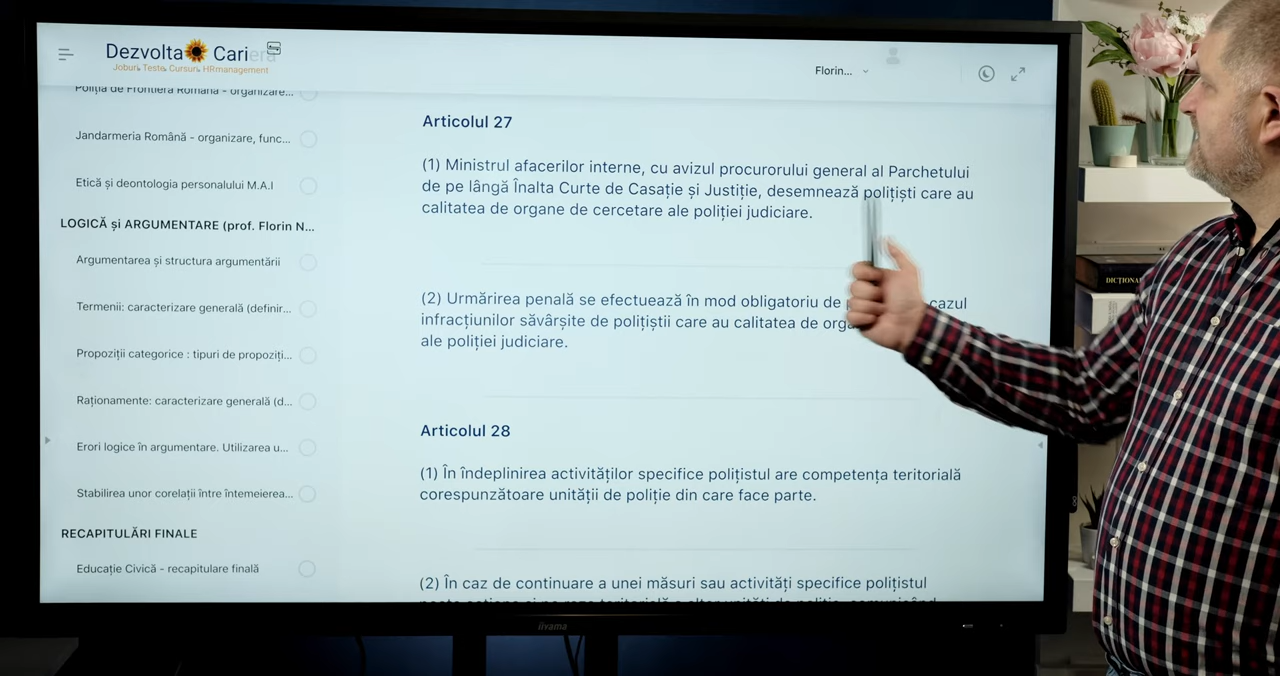 Dezvolta Cariera
Joburi, Teste, Cursuri, HRmanagement
Florin...
Poliția de Frontieră Română - organizare...
Jandarmeria Română - organizare, func...
Etică și deontologia personalului M.A.I
LOGICĂ și ARGUMENTARE (prof. Florin N...
Argumentarea și structura argumentării
Termenii: caracterizare generală (definir...
Propoziții categorice : tipuri de propoziți...
Raționamente: caracterizare generală (d...
Erori logice în argumentare. Utilizarea u...
Stabilirea unor corelații între întemeierea...
RECAPITULĂRI FINALE
Educație Civică - recapitulare finală
Articolul 27
(1) Ministrul afacerilor interne, cu avizul procurorului general al Parchetului
de pe lângă Înalta Curte de Casație și Justiție, desemnează polițiști care au
calitatea de organe de cercetare ale poliției judiciare.
(2) Urmărirea penală se efectuează în mod obligatoriu de cazul
infracțiunilor săvârșite de polițiștii care au calitatea de
ale poliției judiciare.
Articolul 28
(1) În îndeplinirea activităților specifice polițistul are competența teritorială
corespunzătoare unității de poliție din care face parte.
(2) În caz de continuare a unei măsuri sau activități specifice polițistul
iiyama